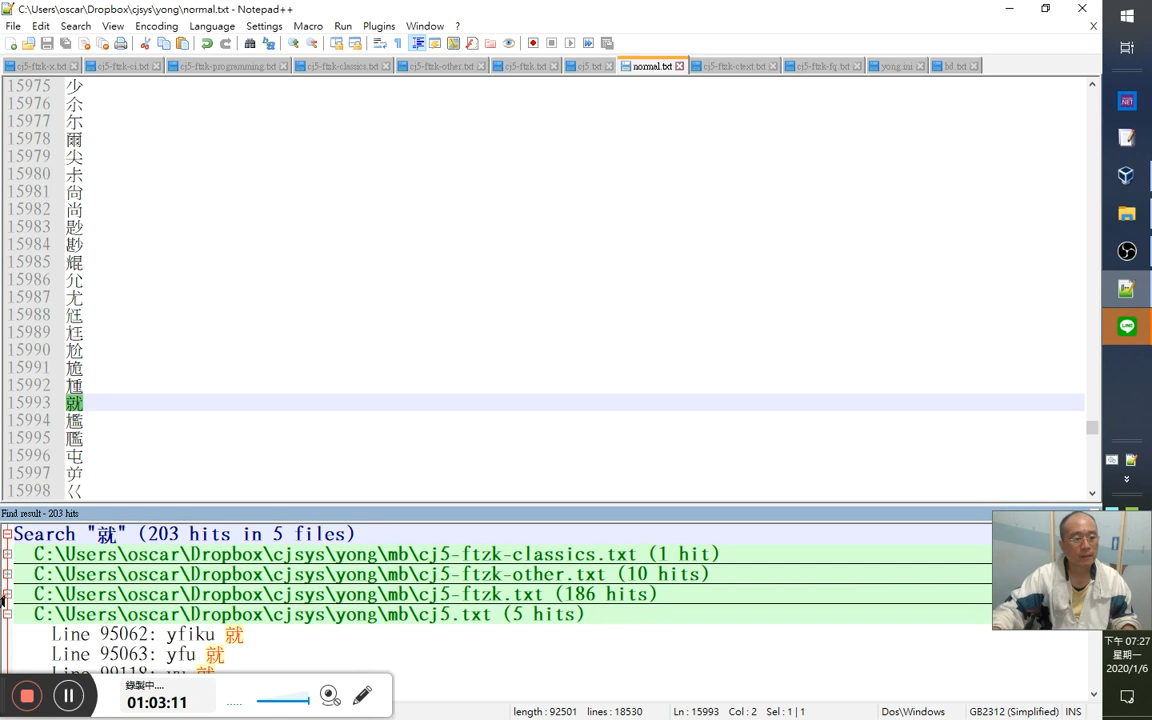 C:\Users\oscar\Dropbox\cjsys\yong\normal.txt - Notepad++
File Edit Search View Encoding Language Settings Macro Run Plugins Window ?
X
cj5-ftzk-x.txt cj5-ftzk-ci.txt cj5-ftzk-programming.txt cj5-ftzk-classics.txt cj5-ftzk-other.txt cj5-ftzk.txt cj5.txt normal.txt cj5-ftzk-ctext.txt cj5-ftzk-fq.txt yong.ini bd.txt
15975 少
15976 尒
15977 尓
15978 爾
15979 尖
15980 尗
15981 尙
15982 尚
15983 尟
15984 尠
15985
15986 尣
15987 尤
15988 尫
15989 尪
15990 尬
15991 尯
15992 尰
15993 就
15994 尷
15995
15996 屯
15997 屰
15998 巜
Find result - 203 hits
Search "就" (203 hits in 5 files)
C:\Users\oscar\Dropbox\cjsys\yong\mb\cj5-ftzk-classics.txt (1 hit)
C:\Users\oscar\Dropbox\cjsys\yong\mb\cj5-ftzk-other.txt (10 hits)
C:\Users\oscar\Dropbox\cjsys\yong\mb\cj5-ftzk.txt (186 hits)
C:\Users\oscar\Dropbox\cjsys\yong\mb\cj5.txt (5 hits)
Line 95062: yfiku 就
Line 95063: yfu 就
錄製中....
01:03:11
length : 92501 lines : 18530 Ln : 15993 Col : 2 Sel : 1 | 1 Dos\Windows GB2312 (Simplified) INS
.NET
LINE
下午 07:27
星期一
2020/1/6